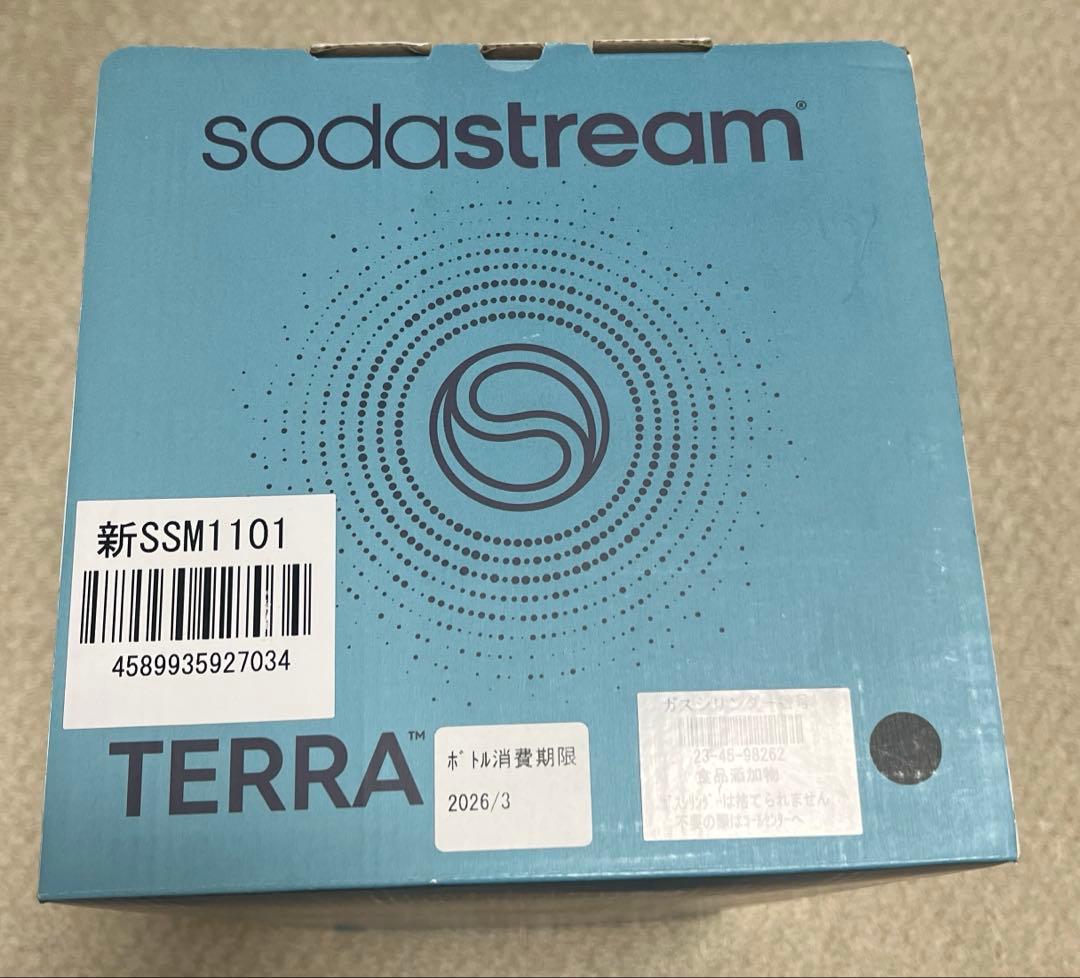 sodastream®
新SSM1101
4589935927034
TERRA™
ﾎﾞﾄﾙ消費期限
2026/3
ガスシリンダー番号
23-45-98262
食品添加物
ｶﾞｽｼﾘﾝﾀﾞｰは捨てられません
不要の際はｺｰﾙｾﾝﾀｰへ